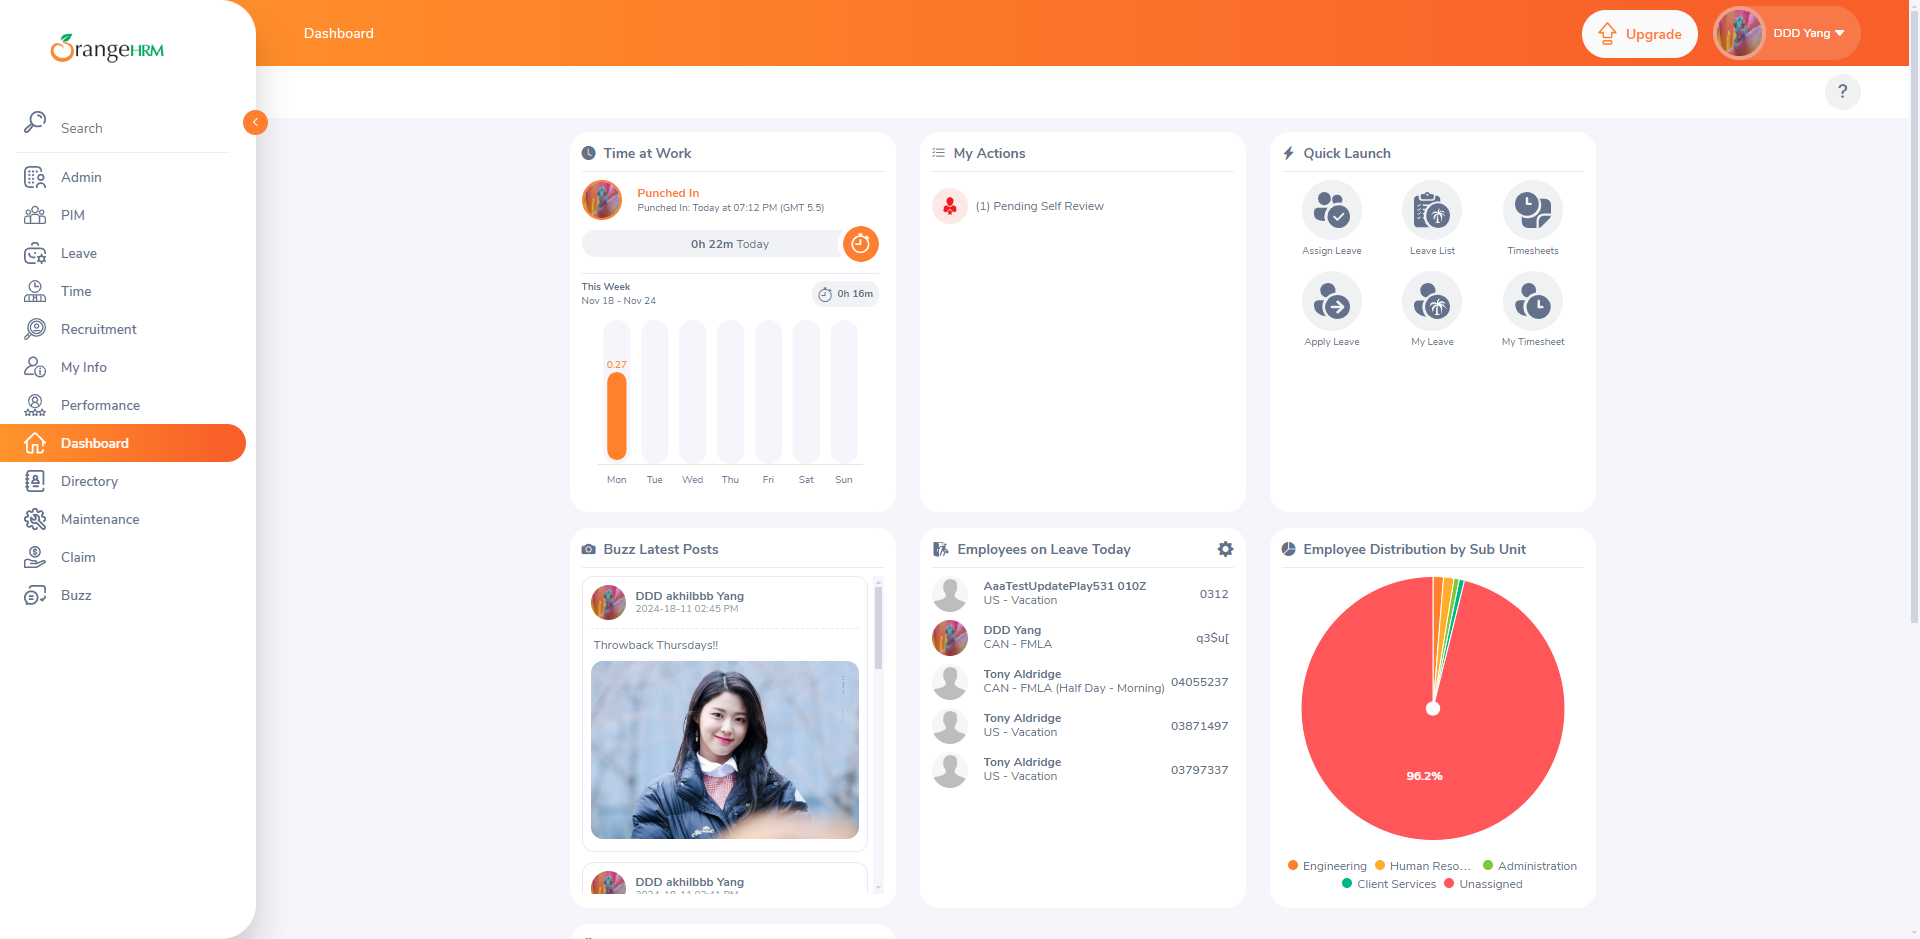 OrangeHRM
Dashboard
Upgrade
DDD Yang
?
Search
Admin
PIM
Leave
Time
Recruitment
My Info
Performance
Dashboard
Directory
Maintenance
Claim
Buzz
Time at Work
Punched In
Punched In: Today at 07:12 PM (GMT 5.5)
0h 22m Today
This Week
Nov 18 - Nov 24
0h 16m
0.27
Mon Tue Wed Thu Fri Sat Sun
My Actions
(1) Pending Self Review
Quick Launch
Assign Leave Leave List Timesheets
Apply Leave My Leave My Timesheet
Buzz Latest Posts
DDD akhilbbb Yang
2024-18-11 02:45 PM
Throwback Thursdays!!
ellesse
DDD akhilbbb Yang
2024-18-11 02:41 PM
Employees on Leave Today
AaaTestUpdatePlay531 010Z
US - Vacation
0312
DDD Yang
CAN - FMLA
q3$u[
Tony Aldridge
CAN - FMLA (Half Day - Morning)
04055237
Tony Aldridge
US - Vacation
03871497
Tony Aldridge
US - Vacation
03797337
Employee Distribution by Sub Unit
96.2%
Engineering Human Reso... Administration
Client Services Unassigned